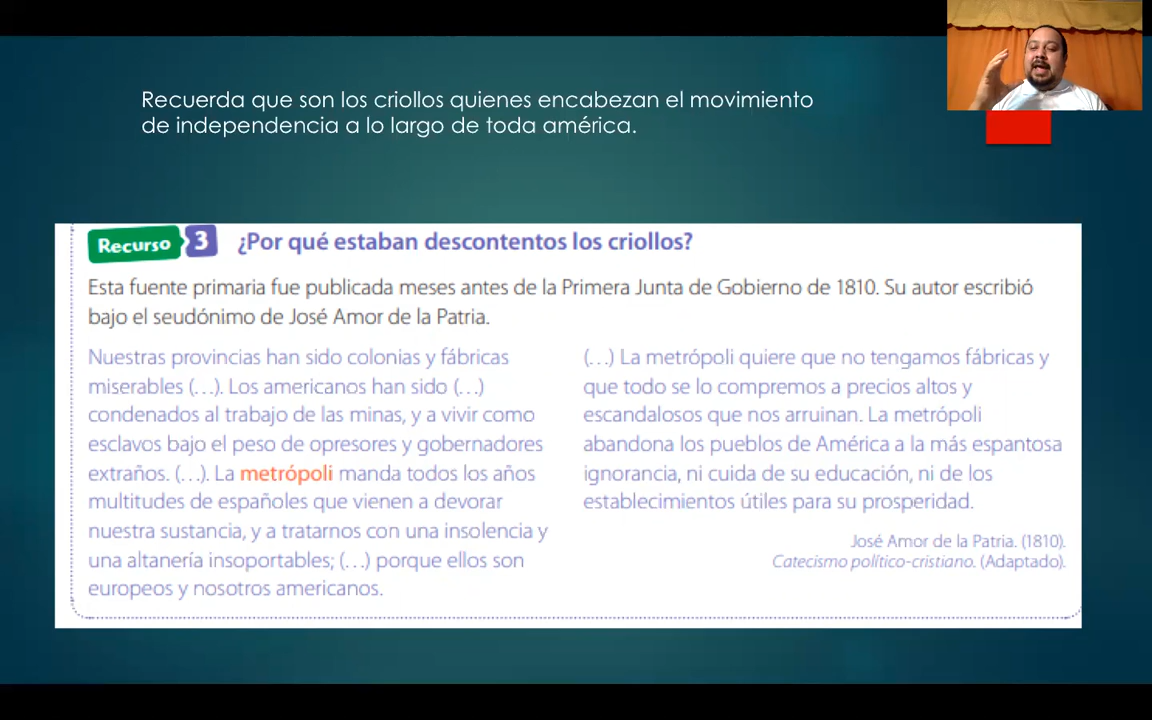 Recuerda que son los criollos quienes encabezan el movimiento
de independencia a lo largo de toda américa.
Recurso 3 ¿Por qué estaban descontentos los criollos?
Esta fuente primaria fue publicada meses antes de la Primera Junta de Gobierno de 1810. Su autor escribió
bajo el seudónimo de José Amor de la Patria.
Nuestras provincias han sido colonias y fábricas
miserables (…). Los americanos han sido (…)
condenados al trabajo de las minas, y a vivir como
esclavos bajo el peso de opresores y gobernadores
extraños. (…). La metrópoli manda todos los años
multitudes de españoles que vienen a devorar
nuestra sustancia, y a tratarnos con una insolencia y
una altanería insoportables; (…) porque ellos son
europeos y nosotros americanos.
(…) La metrópoli quiere que no tengamos fábricas y
que todo se lo compremos a precios altos y
escandalosos que nos arruinan. La metrópoli
abandona los pueblos de América a la más espantosa
ignorancia, ni cuida de su educación, ni de los
establecimientos útiles para su prosperidad.
José Amor de la Patria. (1810).
Catecismo político-cristiano. (Adaptado).